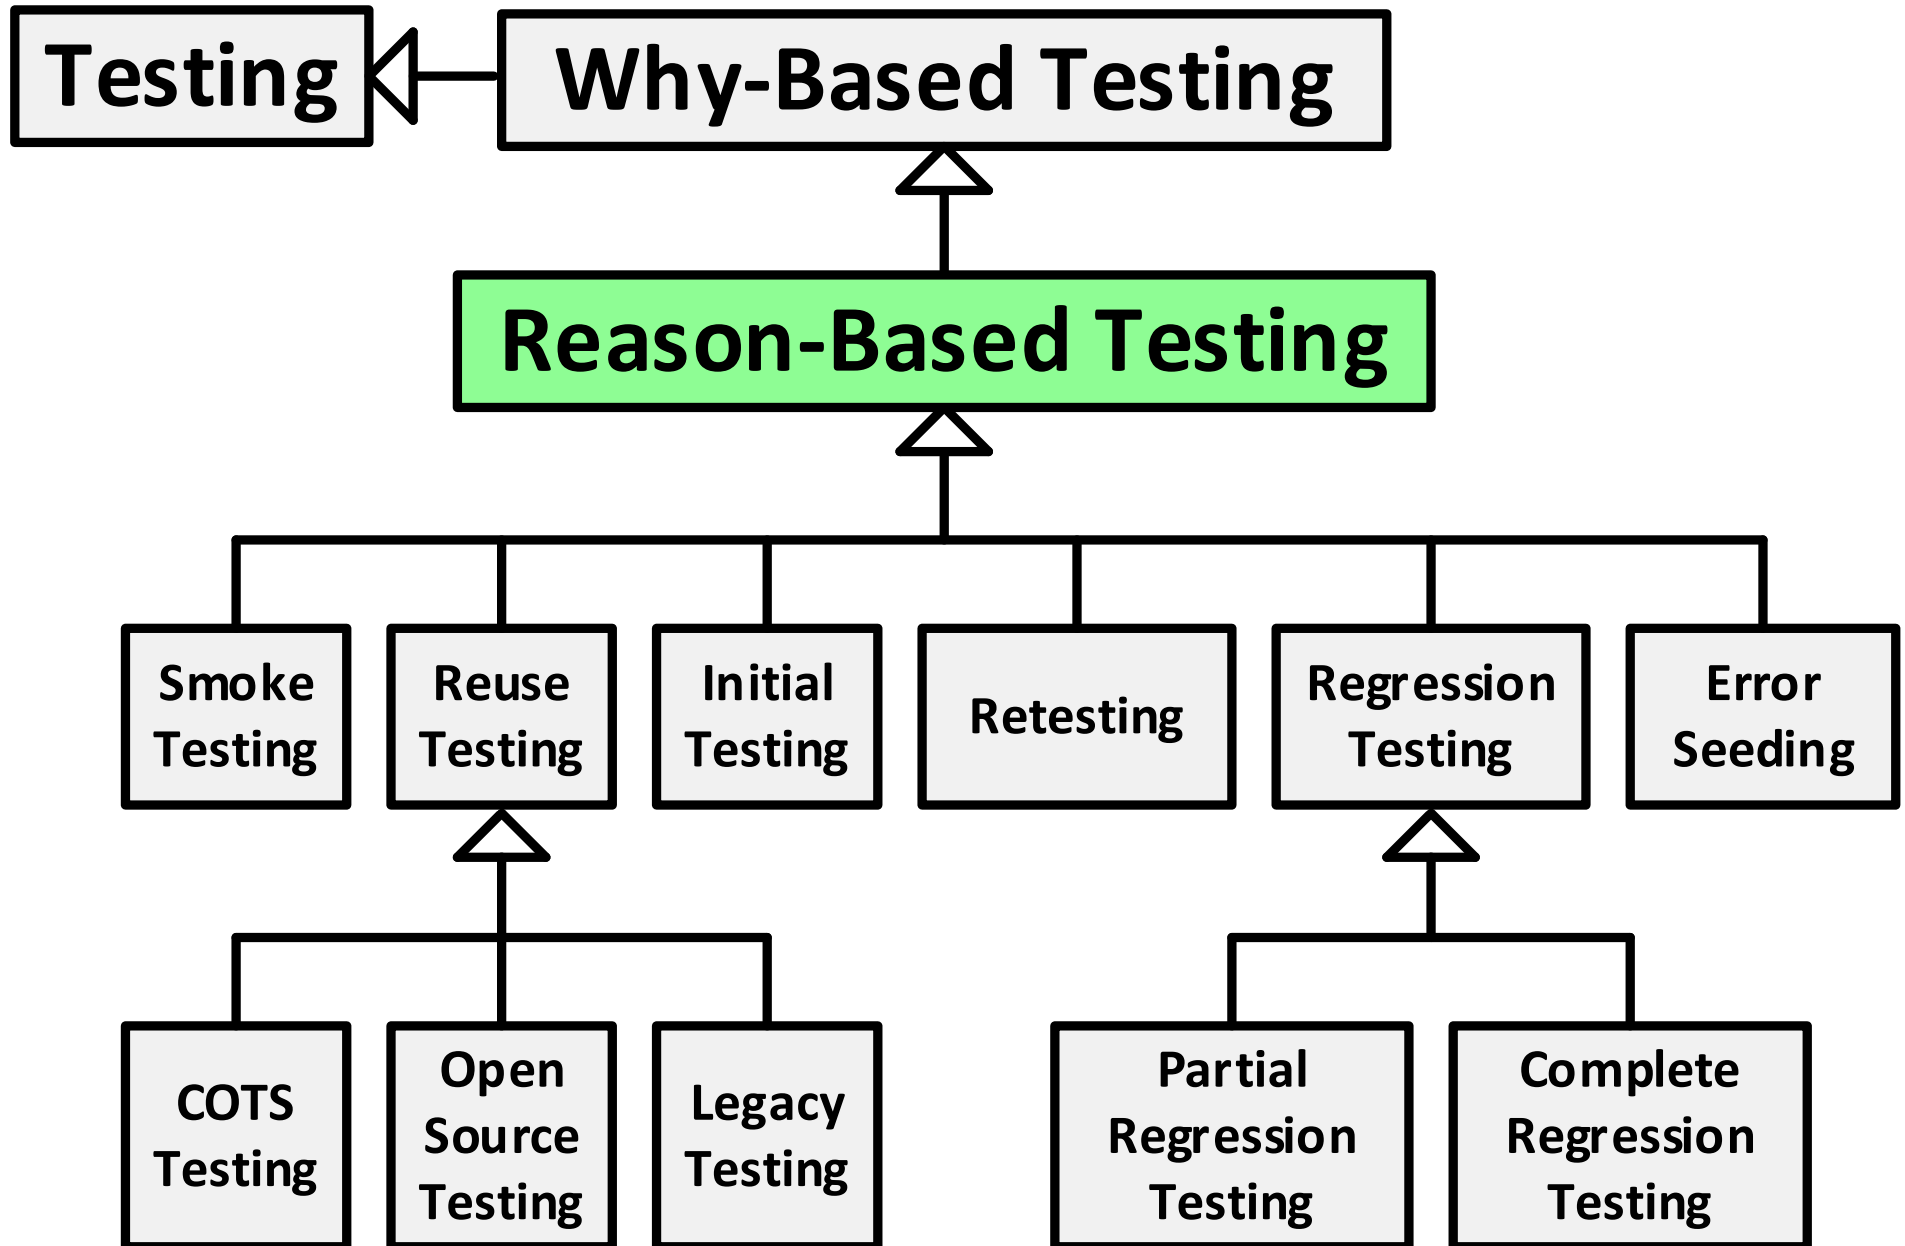 Testing
Why-Based Testing
Reason-Based Testing
Smoke
Testing
Reuse
Testing
Initial
Testing
Retesting
Regression
Testing
Error
Seeding
COTS
Testing
Open
Source
Testing
Legacy
Testing
Partial
Regression
Testing
Complete
Regression
Testing